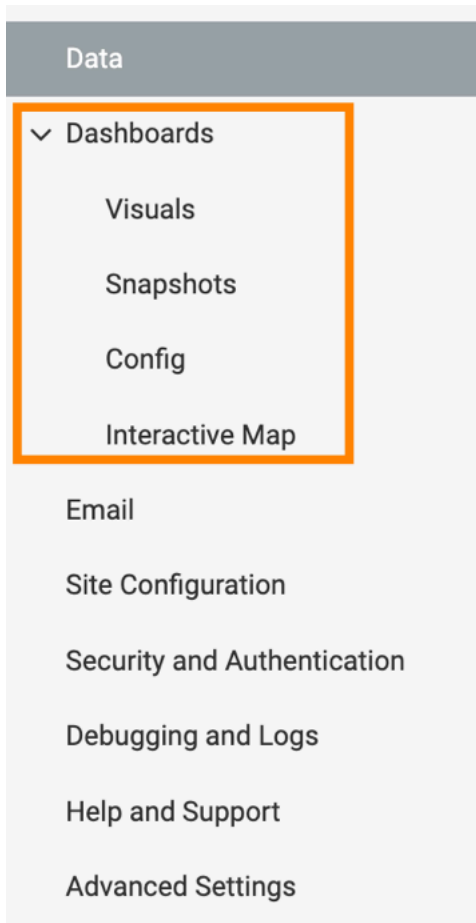 Data
Dashboards
Visuals
Snapshots
Config
Interactive Map
Email
Site Configuration
Security and Authentication
Debugging and Logs
Help and Support
Advanced Settings